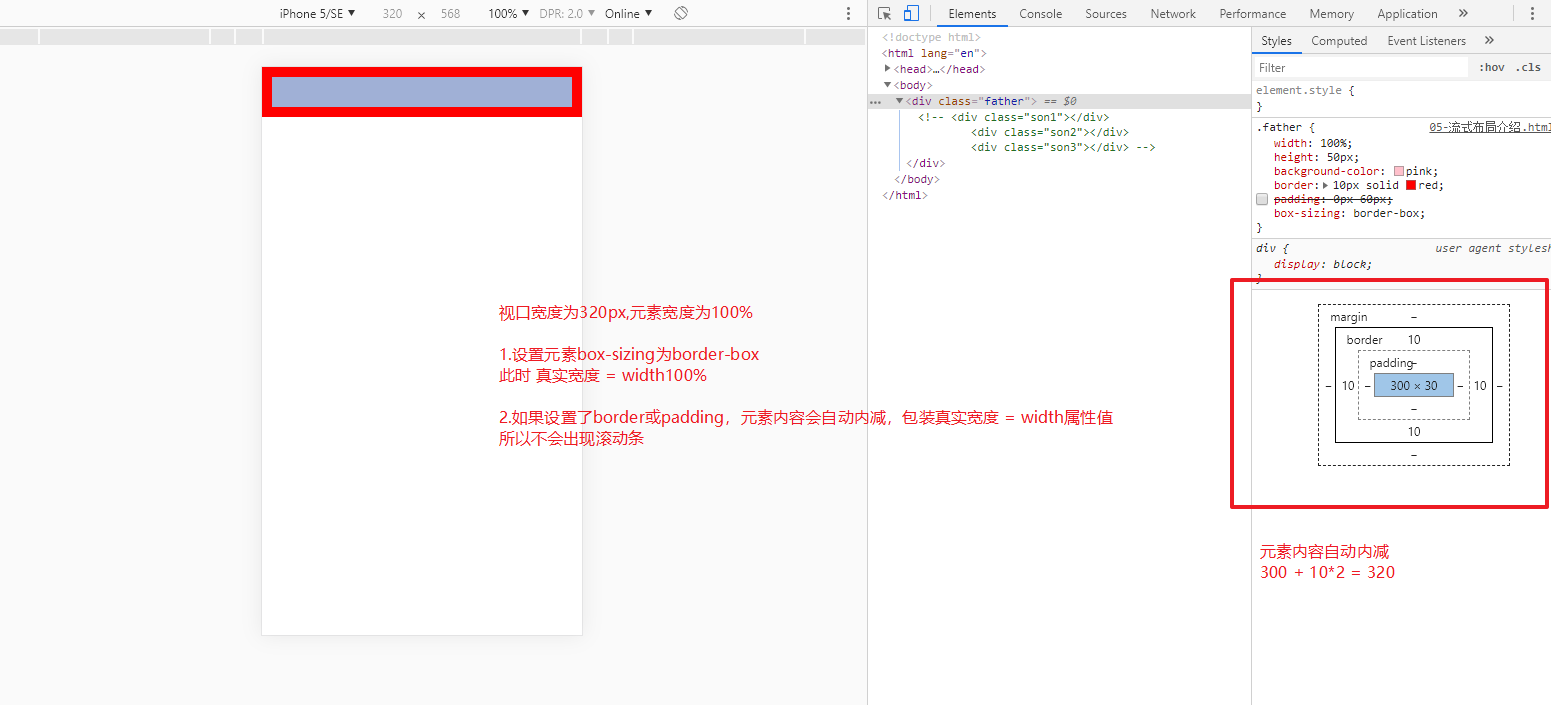 iPhone 5/SE ▼ 320 × 568 100% ▼ DPR: 2.0 ▼ Online ▼
Elements Console Sources Network Performance Memory Application »
<!doctype html>
<html lang="en">
▶<head>…</head>
▼<body>
… ▼<div class="father"> == $0
<!-- <div class="son1"></div>
<div class="son2"></div>
<div class="son3"></div> -->
</div>
</body>
</html>
Styles Computed Event Listeners »
Filter :hov .cls
element.style {
}
.father { 05-流式布局介绍.html
width: 100%;
height: 50px;
background-color: pink;
border:▶ 10px solid red;
padding: 0px 60px;
box-sizing: border-box;
}
div { user agent stylesh
display: block;
}
margin –
border 10
padding –
– 10 – 300 × 30 – 10 –
–
10
–
视口宽度为320px,元素宽度为100%
1.设置元素box-sizing为border-box
此时 真实宽度 = width100%
2.如果设置了border或padding，元素内容会自动内减，包装真实宽度 = width属性值
所以不会出现滚动条
元素内容自动内减
300 + 10*2 = 320